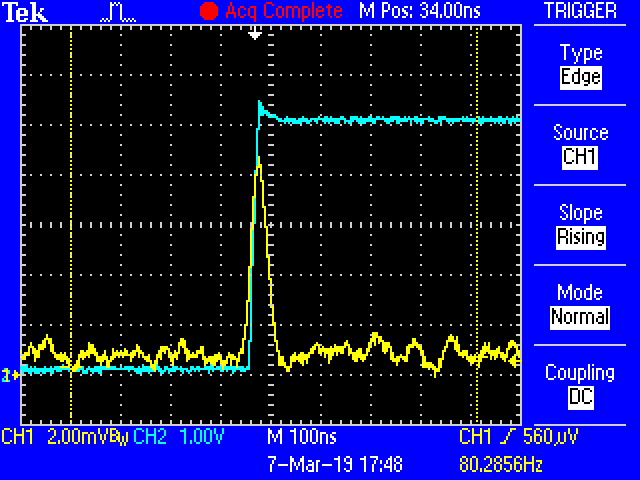 Tek Acq Complete M Pos: 34.00ns TRIGGER
Type
Edge
Source
CH1
Slope
Rising
Mode
Normal
Coupling
DC
CH1 2.00mVBw CH2 1.00V M 100ns CH1 560µV
7-Mar-19 17:48 80.2856Hz